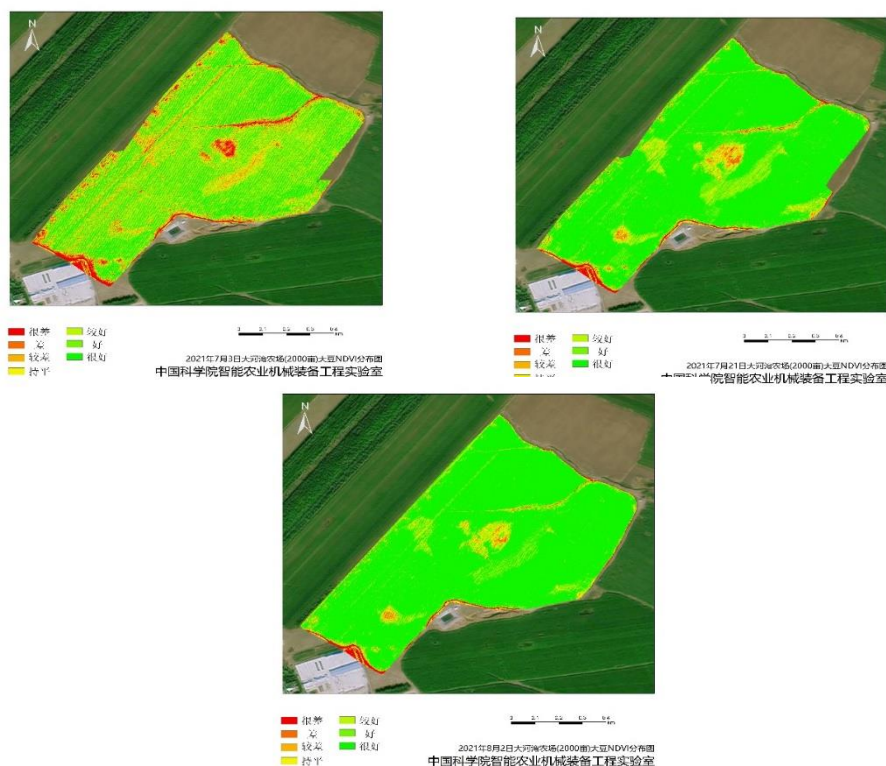 N
很差 较好
差 好
较差 很好
持平
2021年7月3日大河湾农场(2000亩)大豆NDVI分布图
中国科学院智能农业机械装备工程实验室
N
很差 较好
差 好
较差 很好
2021年7月21日大河湾农场(2000亩)大豆NDVI分布图
中国科学院智能农业机械装备工程实验室
N
很差 较好
差 好
较差 很好
持平
2021年8月2日大河湾农场(2000亩)大豆NDVI分布图
中国科学院智能农业机械装备工程实验室